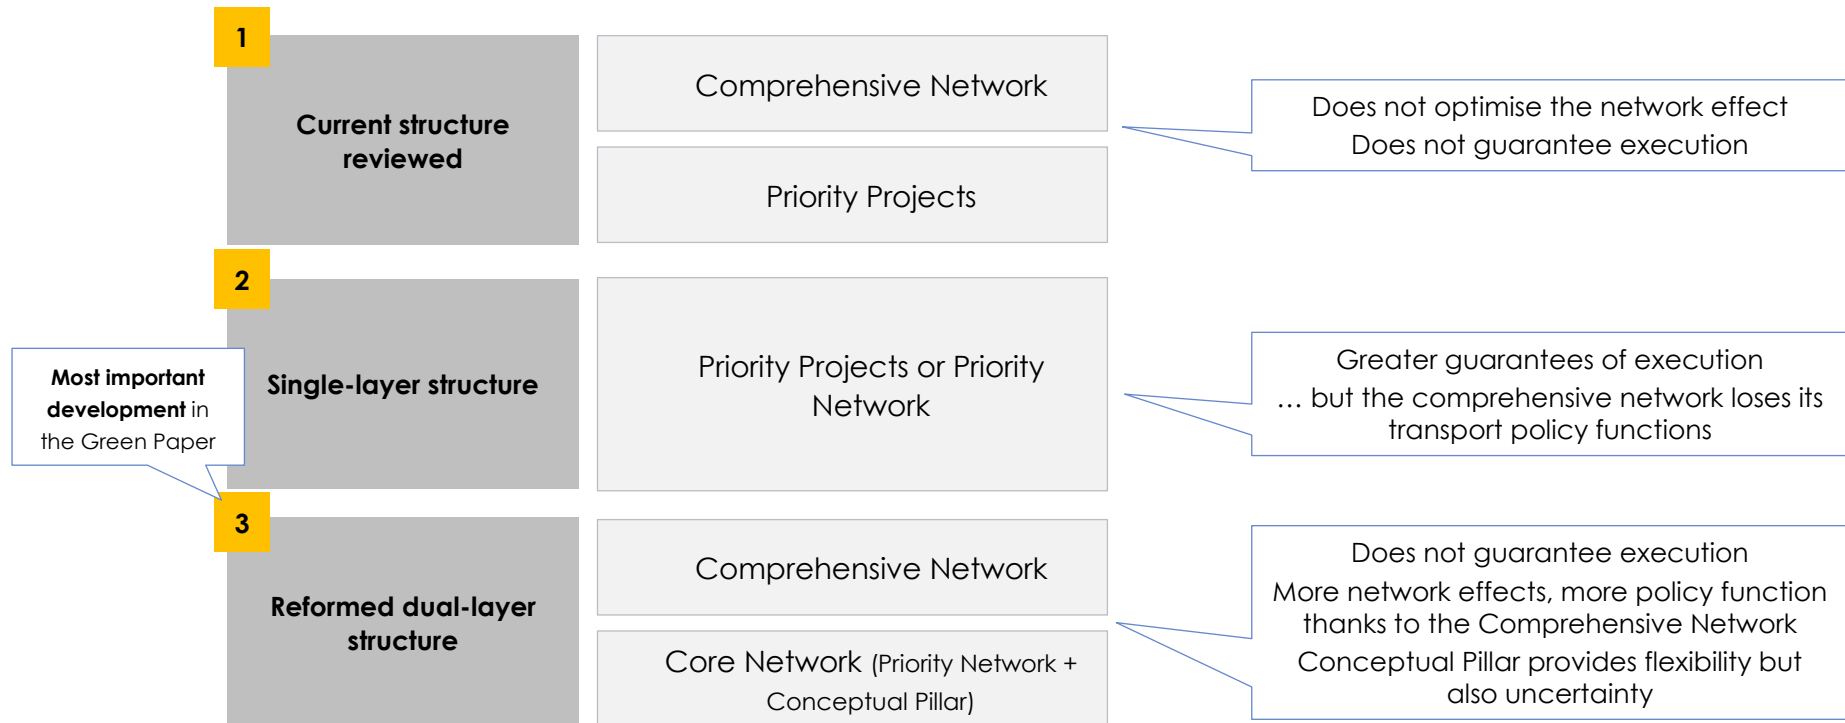 1
Current structure
reviewed
Comprehensive Network
Priority Projects
Does not optimise the network effect
Does not guarantee execution
2
Single-layer structure
Priority Projects or Priority
Network
Greater guarantees of execution
… but the comprehensive network loses its
transport policy functions
Most important
development in
the Green Paper
3
Reformed dual-layer
structure
Comprehensive Network
Core Network (Priority Network +
Conceptual Pillar)
Does not guarantee execution
More network effects, more policy function
thanks to the Comprehensive Network
Conceptual Pillar provides flexibility but
also uncertainty